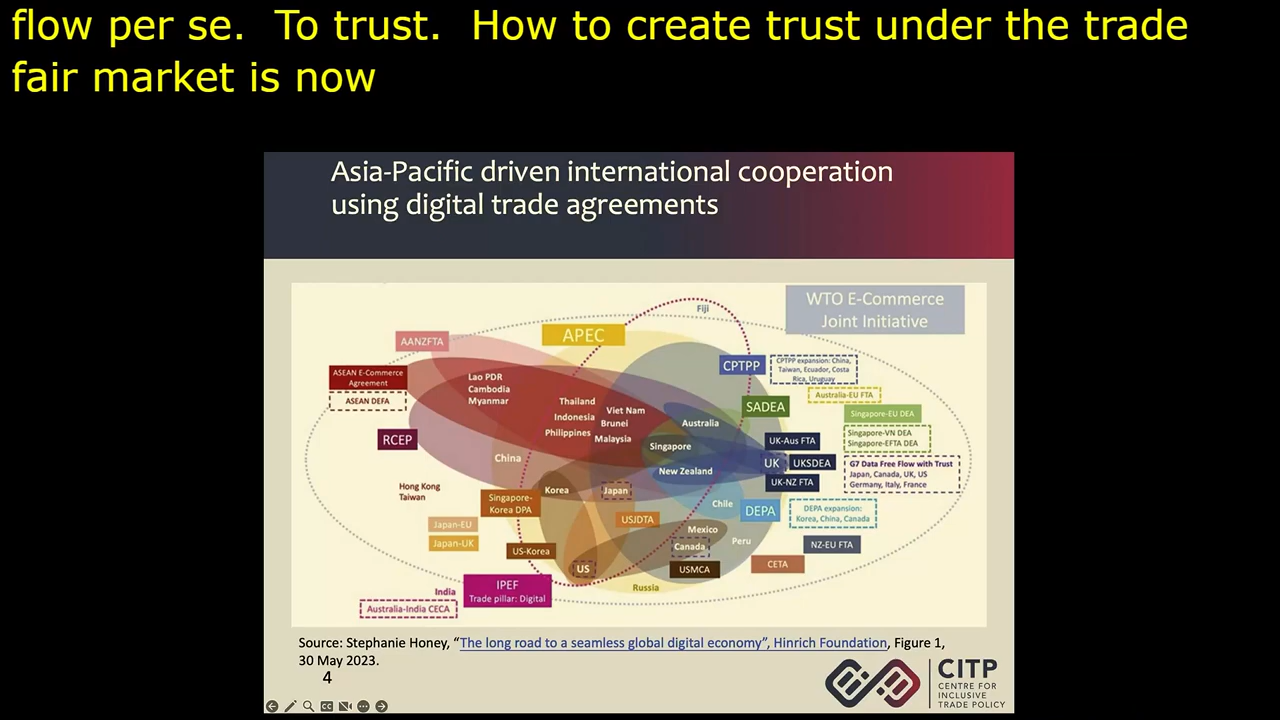 flow per se.  To trust.  How to create trust under the trade
fair market is now
Asia-Pacific driven international cooperation
using digital trade agreements
WTO E-Commerce
Joint Initiative
Fiji
APEC
AANZFTA
CPTPP
CPTPP expansion: China,
Taiwan, Ecuador, Costa
Rica, Uruguay
ASEAN E-Commerce
Agreement
ASEAN DEFA
Lao PDR
Cambodia
Myanmar
Thailand
Indonesia
Philippines
Viet Nam
Brunei
Malaysia
Australia
Singapore
New Zealand
SADEA
Australia-EU FTA
Singapore-EU DEA
Singapore-VN DEA
Singapore-EFTA DEA
RCEP
China
UK-Aus FTA
UK
UKSDEA
UK-NZ FTA
G7 Data Free Flow with Trust
Japan, Canada, UK, US
Germany, Italy, France
Hong Kong
Taiwan
Korea
Japan
Singapore-
Korea DPA
Chile
DEPA
DEPA expansion:
Korea, China, Canada
Japan-EU
Japan-UK
USJDTA
Mexico
Canada
Peru
NZ-EU FTA
US-Korea
US
USMCA
CETA
IPEF
Trade pillar: Digital
Russia
India
Australia-India CECA
Source: Stephanie Honey, “The long road to a seamless global digital economy”, Hinrich Foundation, Figure 1,
30 May 2023.
4
CITP
CENTRE FOR
INCLUSIVE
TRADE POLICY
CC